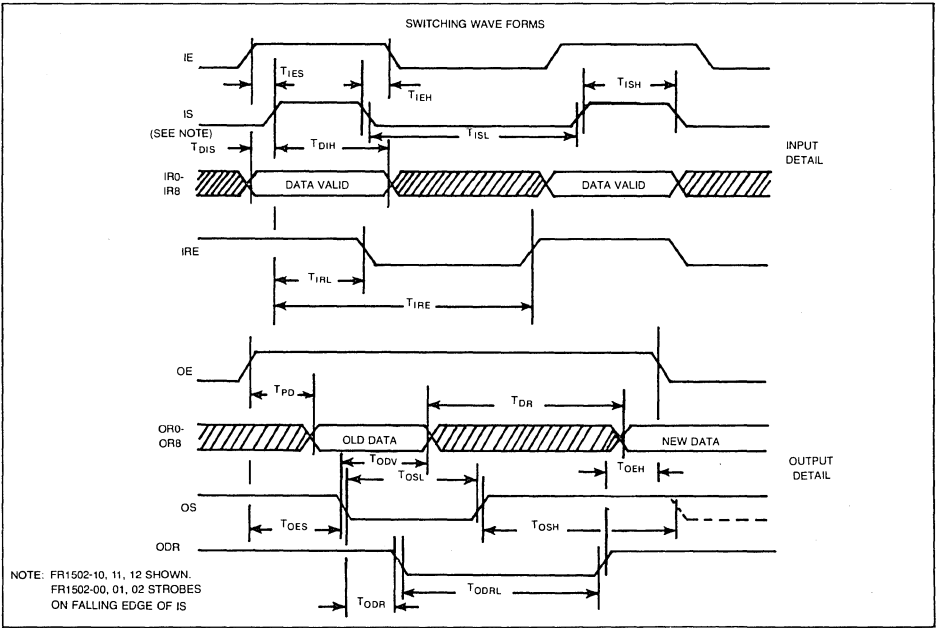 SWITCHING WAVE FORMS
IE
TIES
TIEH
TISH
IS
(SEE NOTE)
TISL
TDIS
TDIH
INPUT
DETAIL
IR0-
IR8
DATA VALID
DATA VALID
IRE
TIRL
TIRE
OE
TPD
TDR
OR0-
OR8
OLD DATA
NEW DATA
TODV
TOEH
OUTPUT
DETAIL
TOSL
OS
TOES
TOSH
ODR
NOTE: FR1502-10, 11, 12 SHOWN.
FR1502-00, 01, 02 STROBES
ON FALLING EDGE OF IS
TODR
TODRL